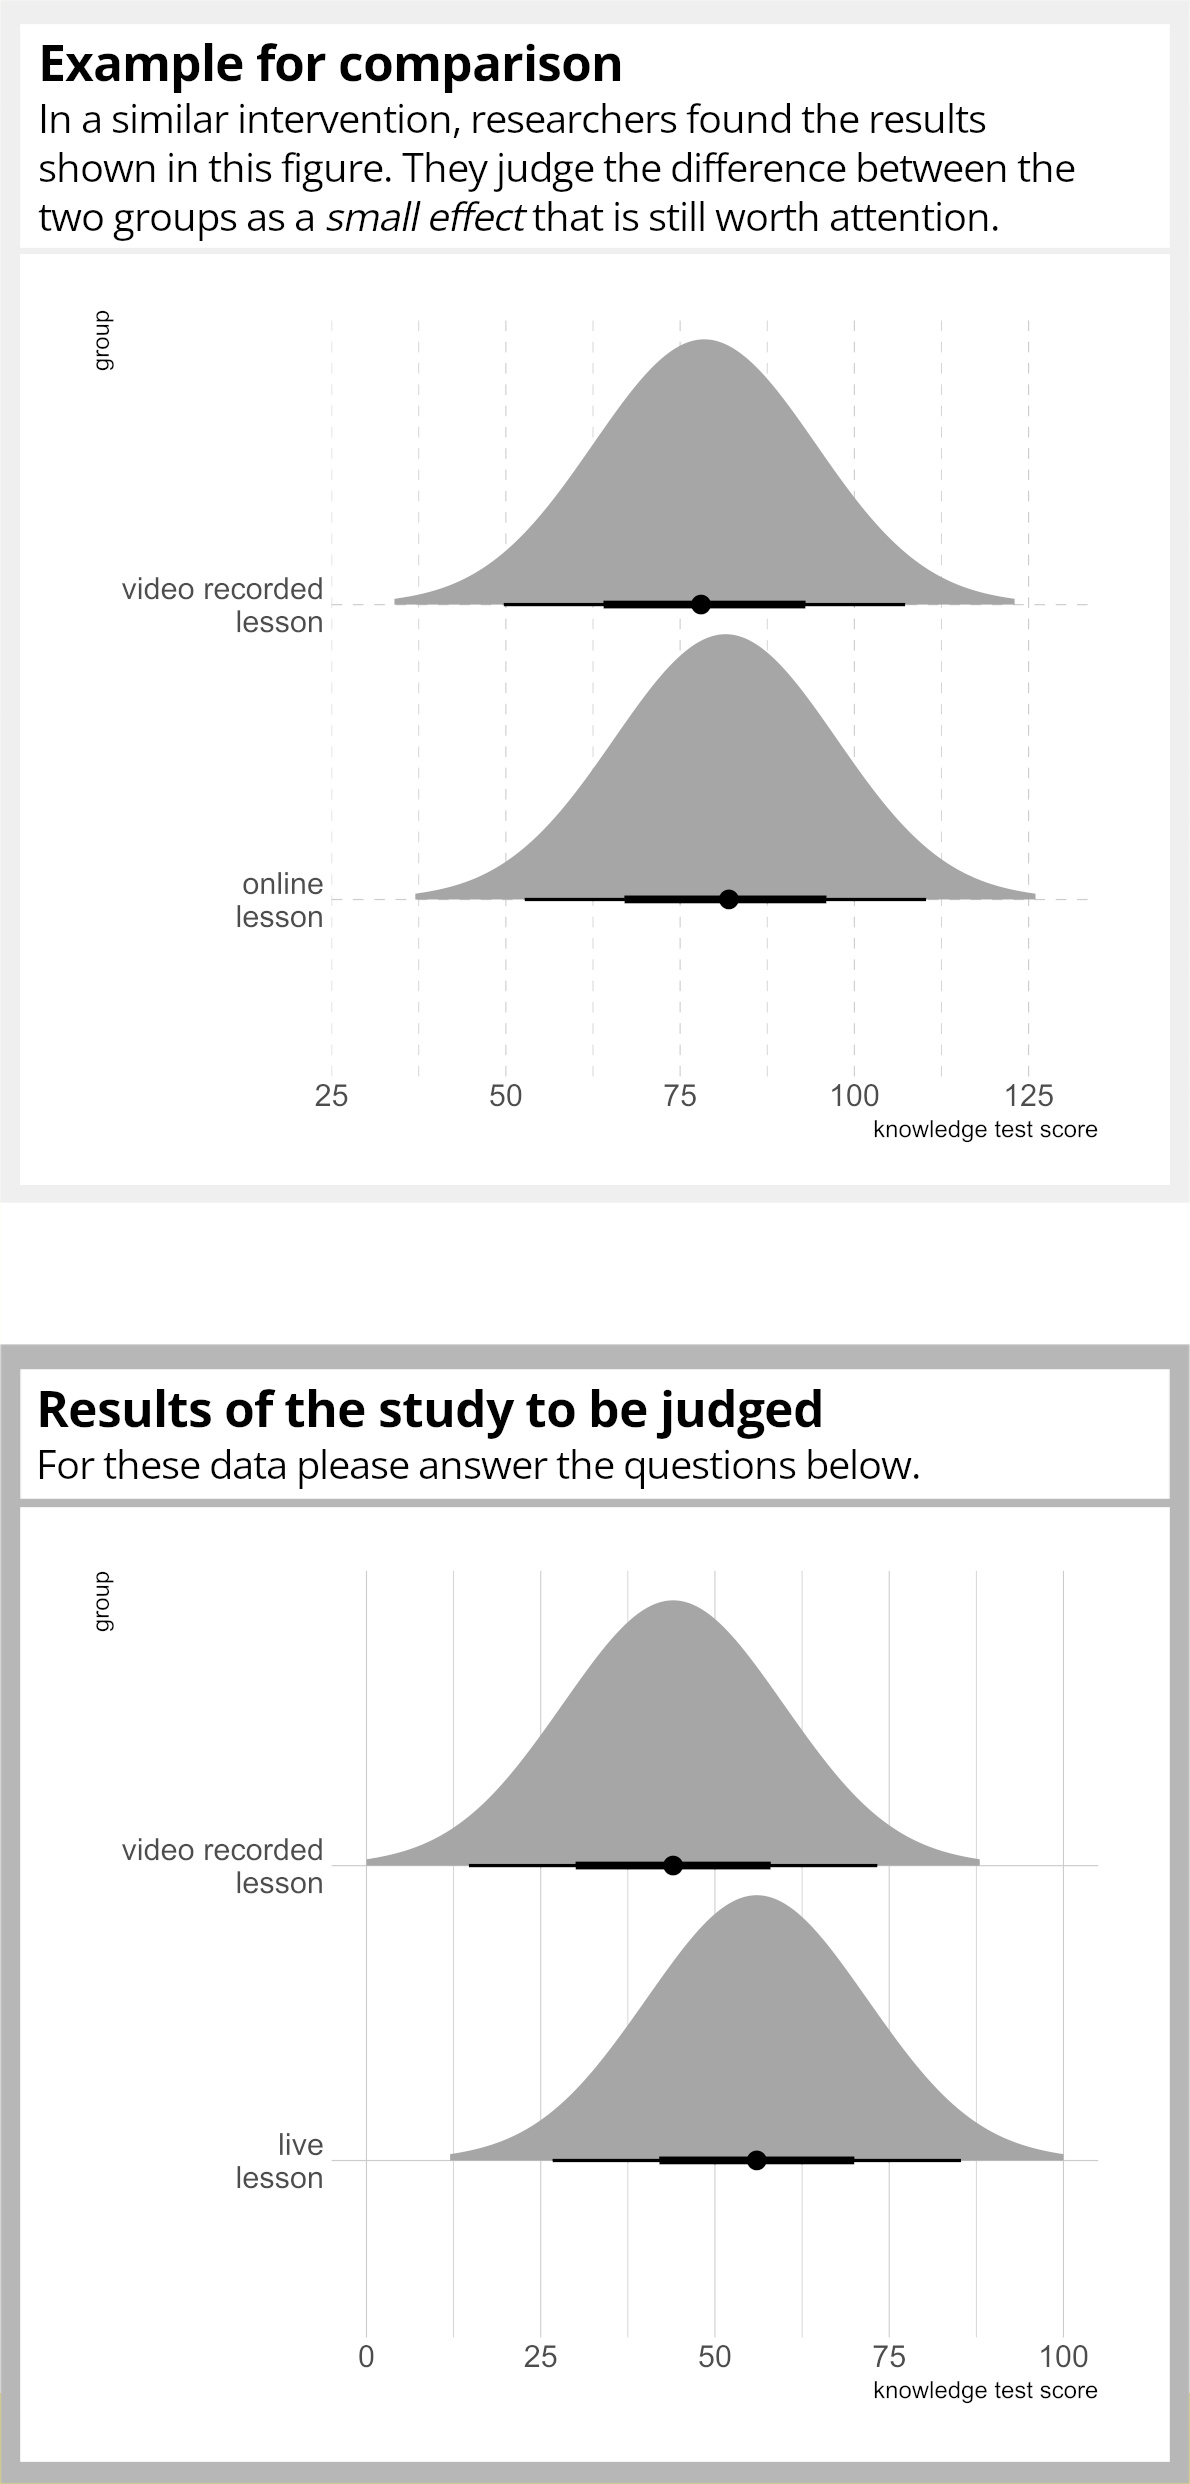 Example for comparison
In a similar intervention, researchers found the results
shown in this figure. They judge the difference between the
two groups as a small effect that is still worth attention.
group
video recorded
lesson
online
lesson
25 50 75 100 125
knowledge test score
Results of the study to be judged
For these data please answer the questions below.
group
video recorded
lesson
live
lesson
0 25 50 75 100
knowledge test score